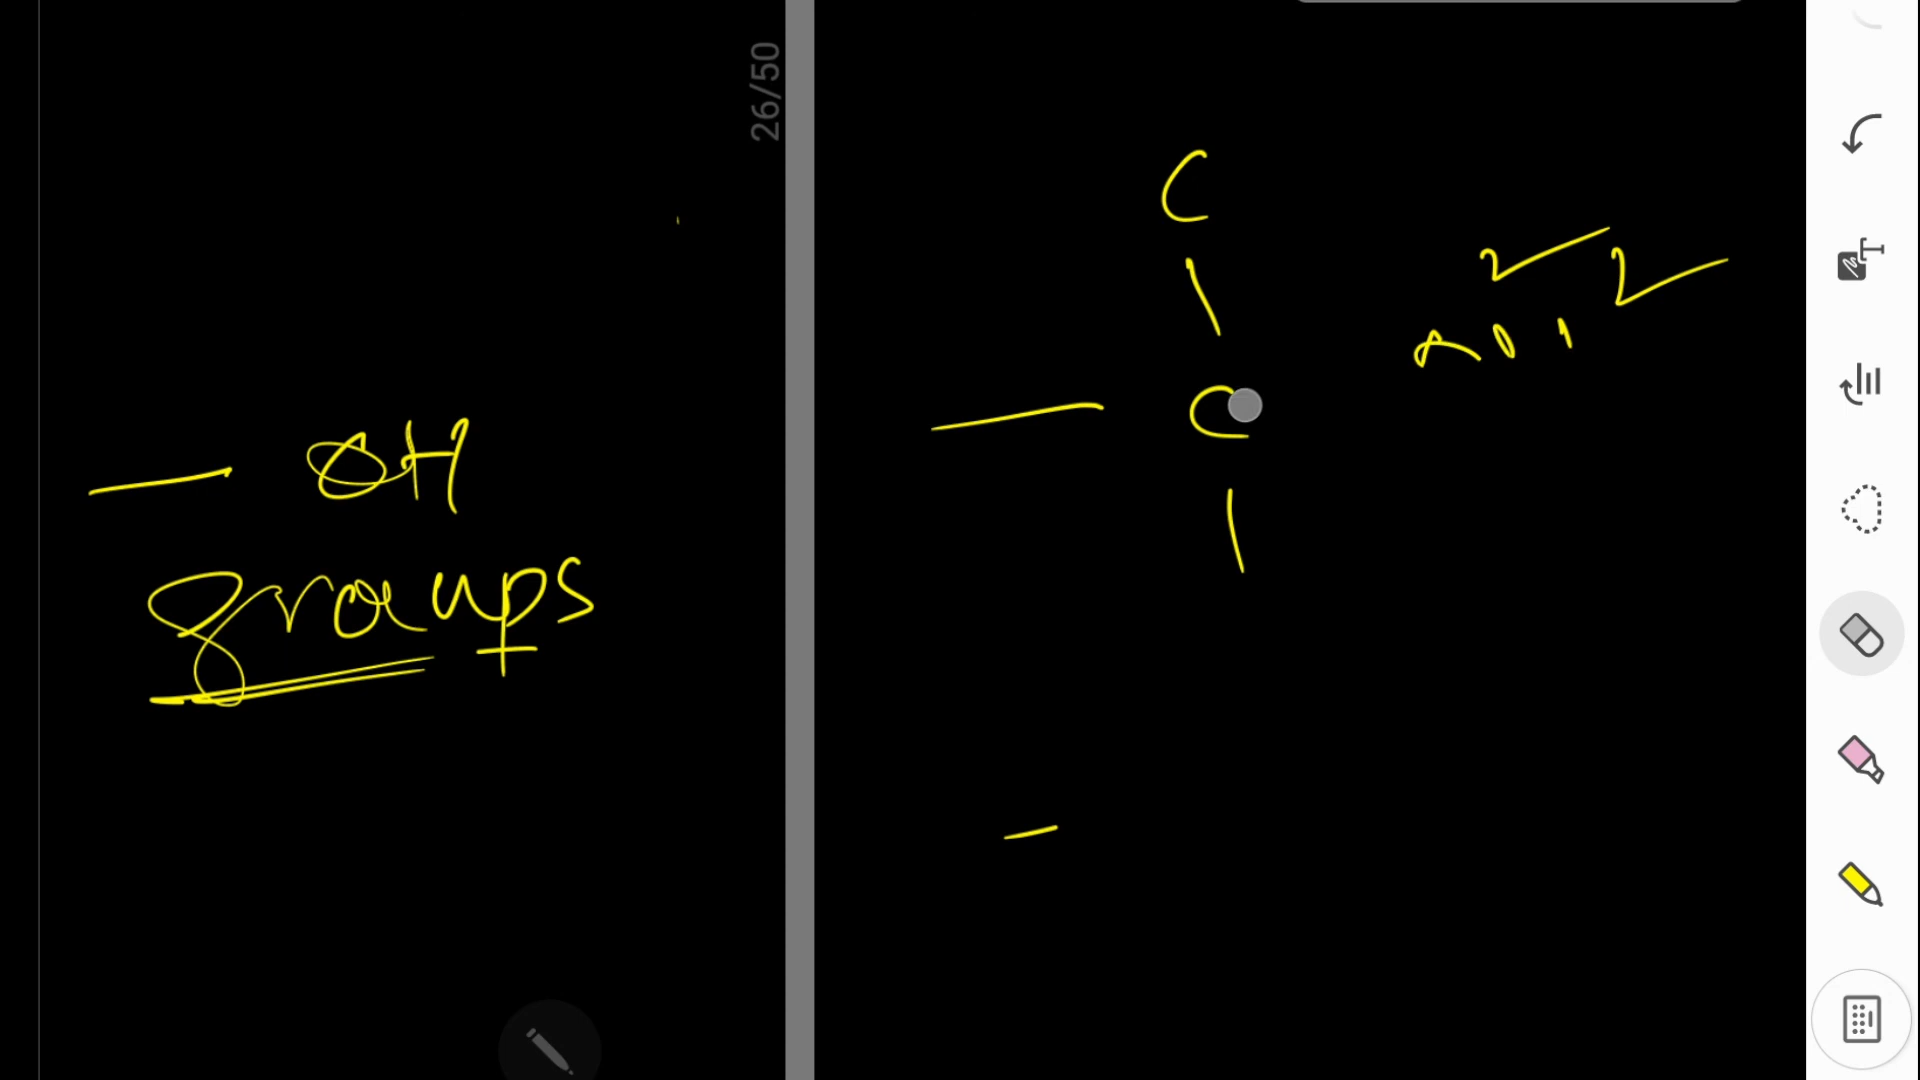 26/50
— OH
groups
C
\
— C
|
—